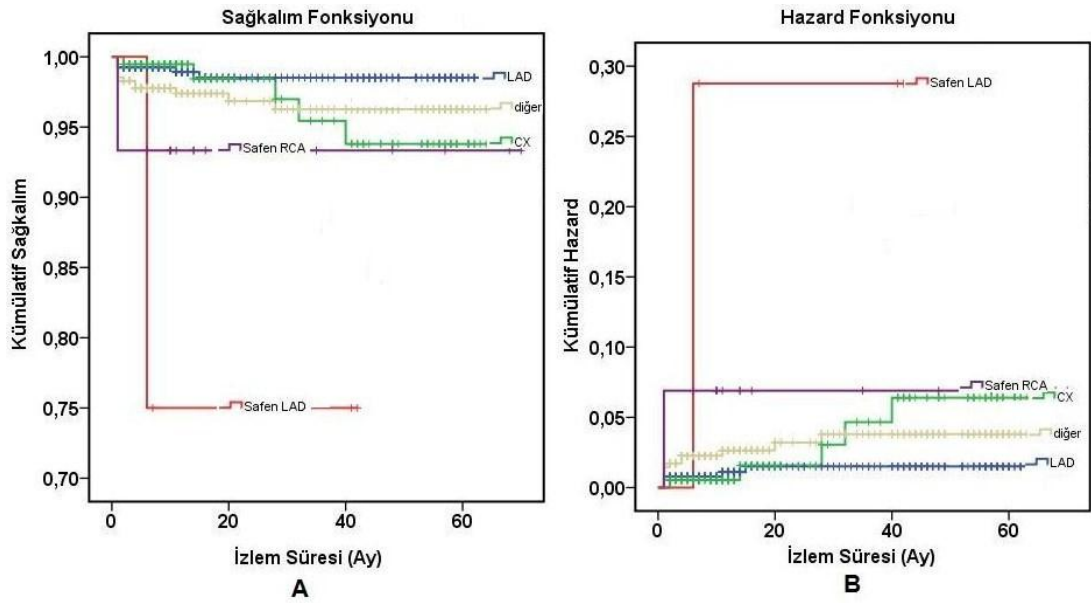 Sağkalım Fonksiyonu
Kümülatif Sağkalım
1,00
0,95
0,90
0,85
0,80
0,75
0,70
LAD
diğer
CX
Safen RCA
Safen LAD
0
20
40
60
İzlem Süresi (Ay)
A
Hazard Fonksiyonu
Kümülatif Hazard
0,30
0,25
0,20
0,15
0,10
0,05
0,00
Safen LAD
Safen RCA
CX
diğer
LAD
0
20
40
60
İzlem Süresi (Ay)
B